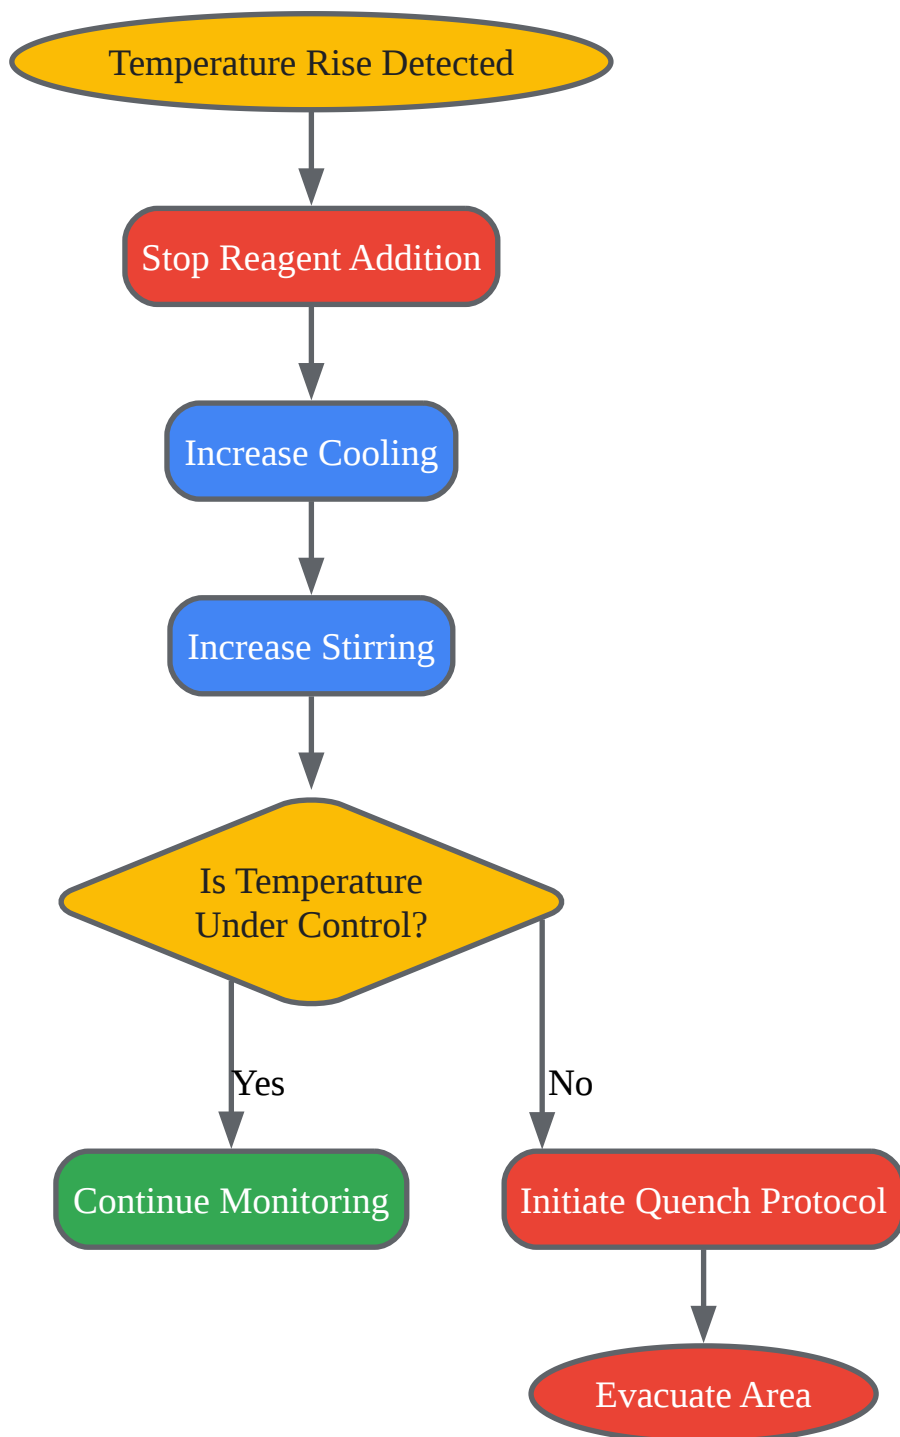 Temperature Rise Detected
Stop Reagent Addition
Increase Cooling
Increase Stirring
Is Temperature
Under Control?
Yes
No
Continue Monitoring
Initiate Quench Protocol
Evacuate Area